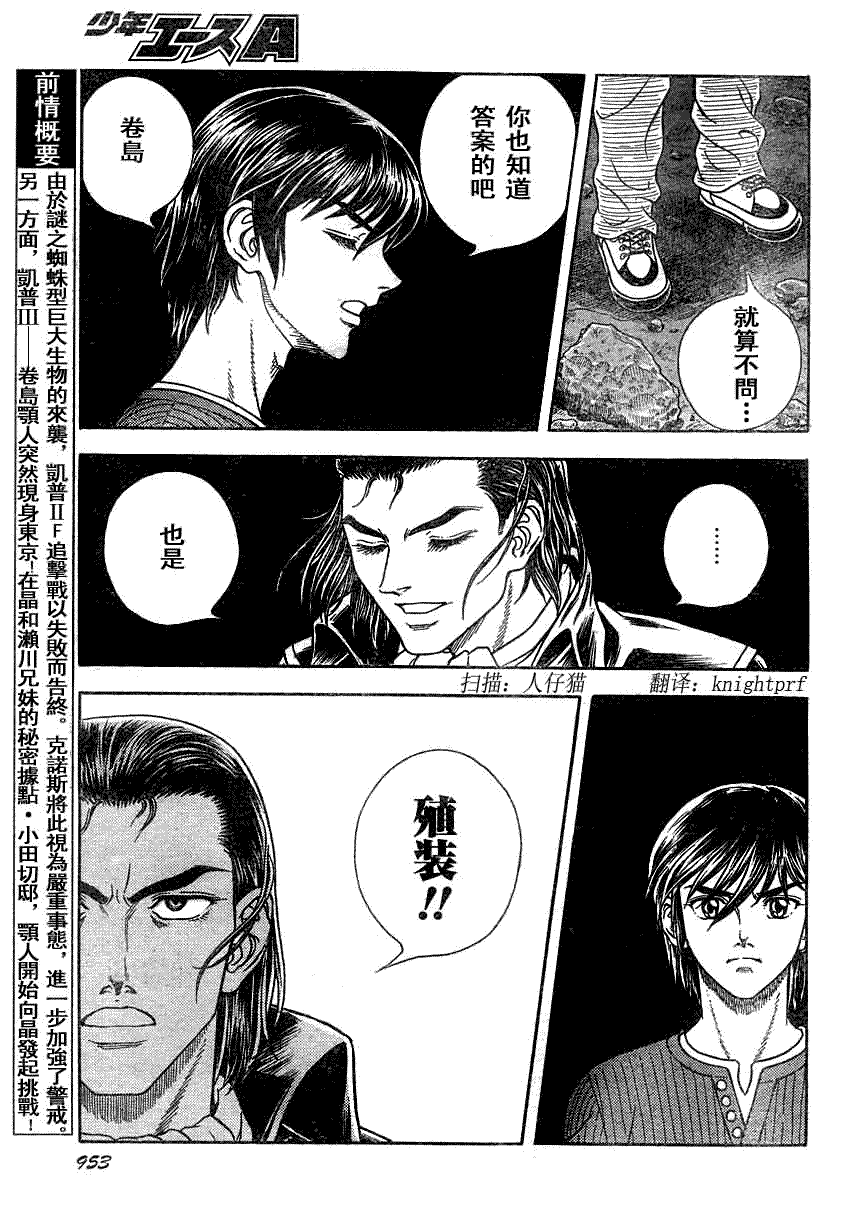 少年エースA
就算不問…
你也知道
答案的吧
卷島
……
也是
扫描：人仔猫
翻译：knightprf
殖装!!
前情概要
由於謎之蜘蛛型巨大生物的來襲，凱普ⅡF追擊戰以失敗而告終。克諾斯將此視為嚴重事態，進一步加強了警戒。
另一方面，凱普Ⅲ——卷島顎人突然現身東京！在晶和瀨川兄妹的秘密據點・小田切邸，顎人開始向晶發起挑戰！
953